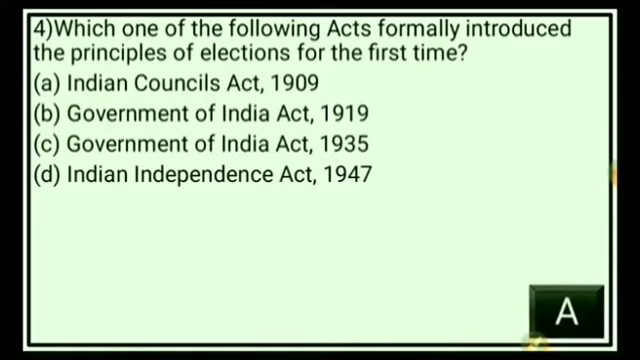 4)Which one of the following Acts formally introduced
the principles of elections for the first time?
(a) Indian Councils Act, 1909
(b) Government of India Act, 1919
(c) Government of India Act, 1935
(d) Indian Independence Act, 1947
A